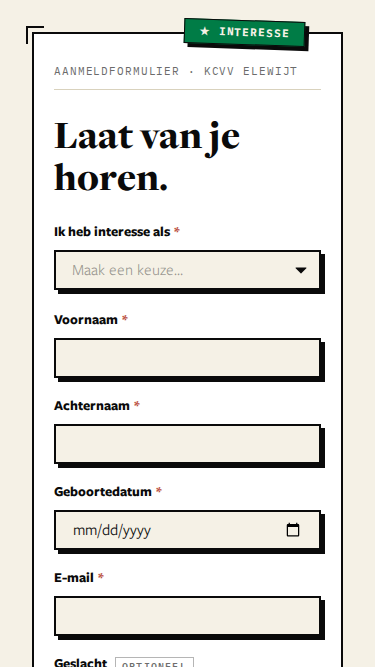 ★ INTERESSE
AANMELDFORMULIER · KCVV ELEWIJT
Laat van je
horen.
Ik heb interesse als *
Maak een keuze...
Voornaam *
Achternaam *
Geboortedatum *
mm/dd/yyyy
E-mail *
Geslacht OPTIONEEL